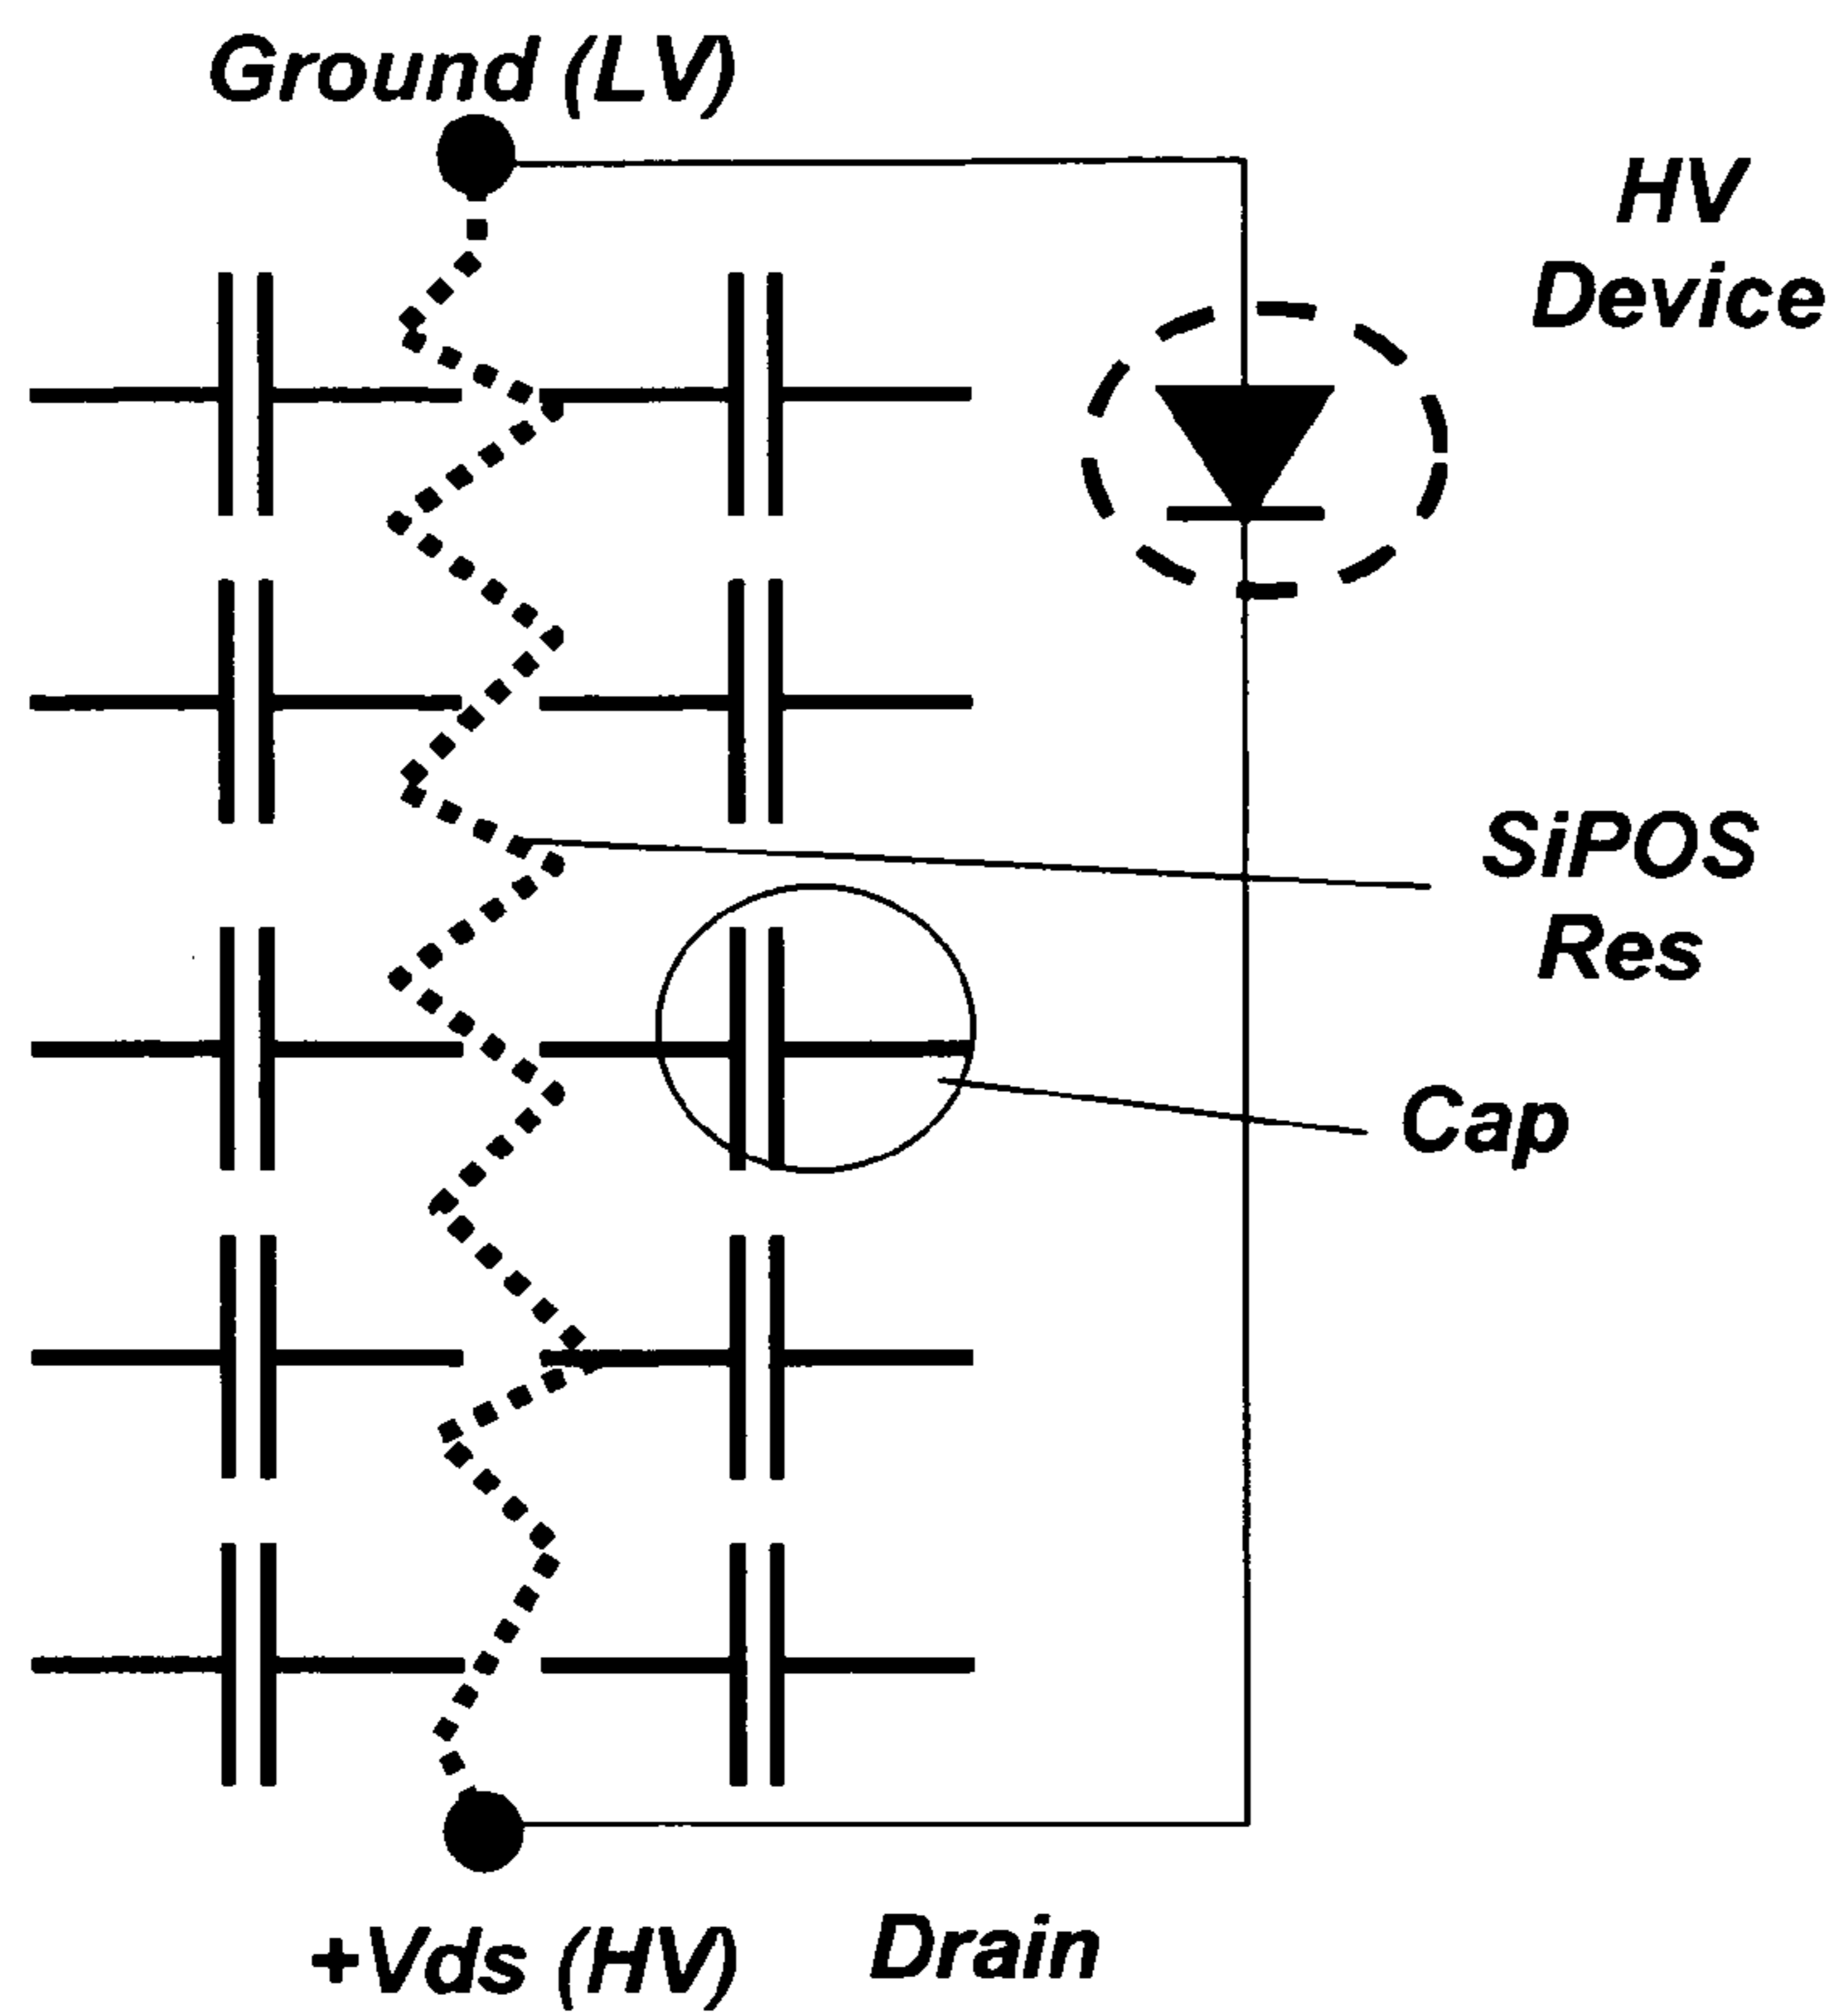 Ground (LV)
HV
Device
SiPOS
Res
Cap
+Vds (HV)
Drain